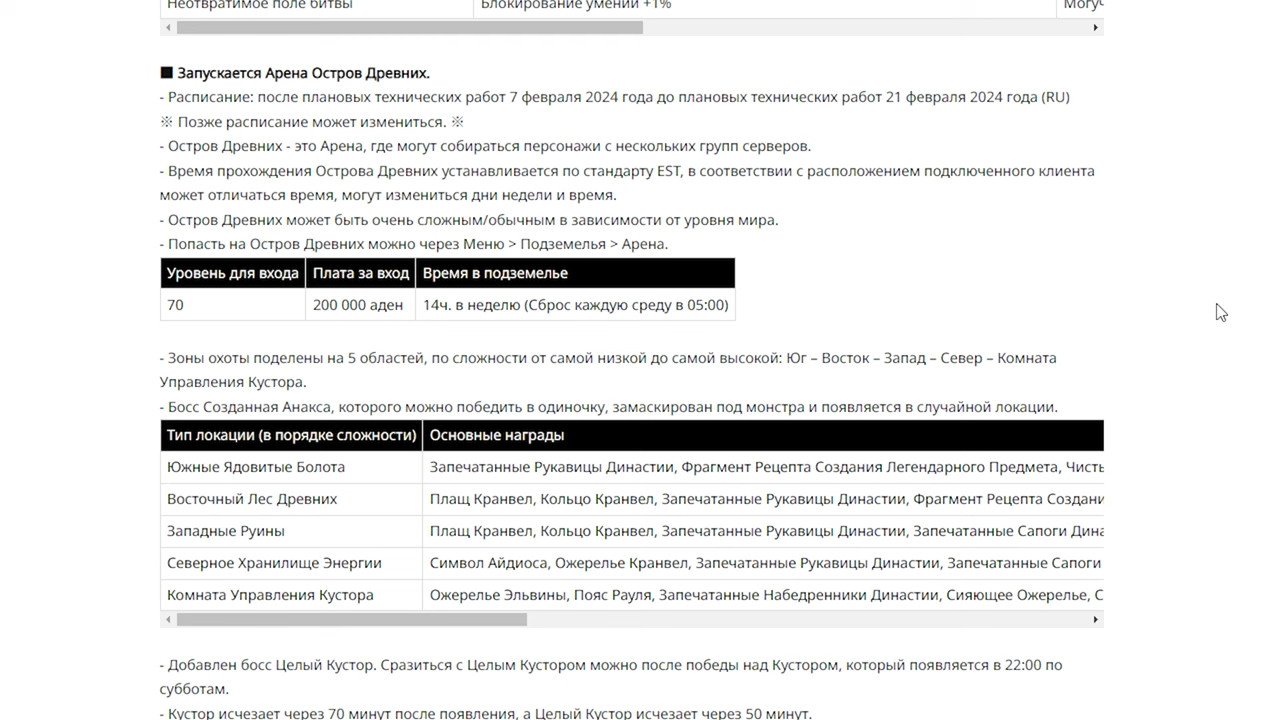 Неотвратимое поле битвы Блокирование умений +1% Могуч
■ Запускается Арена Остров Древних.
- Расписание: после плановых технических работ 7 февраля 2024 года до плановых технических работ 21 февраля 2024 года (RU)
※ Позже расписание может измениться. ※
- Остров Древних - это Арена, где могут собираться персонажи с нескольких групп серверов.
- Время прохождения Острова Древних устанавливается по стандарту EST, в соответствии с расположением подключенного клиента
может отличаться время, могут измениться дни недели и время.
- Остров Древних может быть очень сложным/обычным в зависимости от уровня мира.
- Попасть на Остров Древних можно через Меню > Подземелья > Арена.
Уровень для входа Плата за вход Время в подземелье
70 200 000 аден 14ч. в неделю (Сброс каждую среду в 05:00)
- Зоны охоты поделены на 5 областей, по сложности от самой низкой до самой высокой: Юг – Восток – Запад – Север – Комната
Управления Кустора.
- Босс Созданная Анакса, которого можно победить в одиночку, замаскирован под монстра и появляется в случайной локации.
Тип локации (в порядке сложности) Основные награды
Южные Ядовитые Болота Запечатанные Рукавицы Династии, Фрагмент Рецепта Создания Легендарного Предмета, Чисть
Восточный Лес Древних Плащ Кранвел, Кольцо Кранвел, Запечатанные Рукавицы Династии, Фрагмент Рецепта Создани
Западные Руины Плащ Кранвел, Кольцо Кранвел, Запечатанные Рукавицы Династии, Запечатанные Сапоги Дина
Северное Хранилище Энергии Символ Айдиоса, Ожерелье Кранвел, Запечатанные Рукавицы Династии, Запечатанные Сапоги
Комната Управления Кустора Ожерелье Эльвины, Пояс Рауля, Запечатанные Набедренники Династии, Сияющее Ожерелье, С
- Добавлен босс Целый Кустор. Сразиться с Целым Кустором можно после победы над Кустором, который появляется в 22:00 по
субботам.
- Кустор исчезает через 70 минут после появления, а Целый Кустор исчезает через 50 минут.